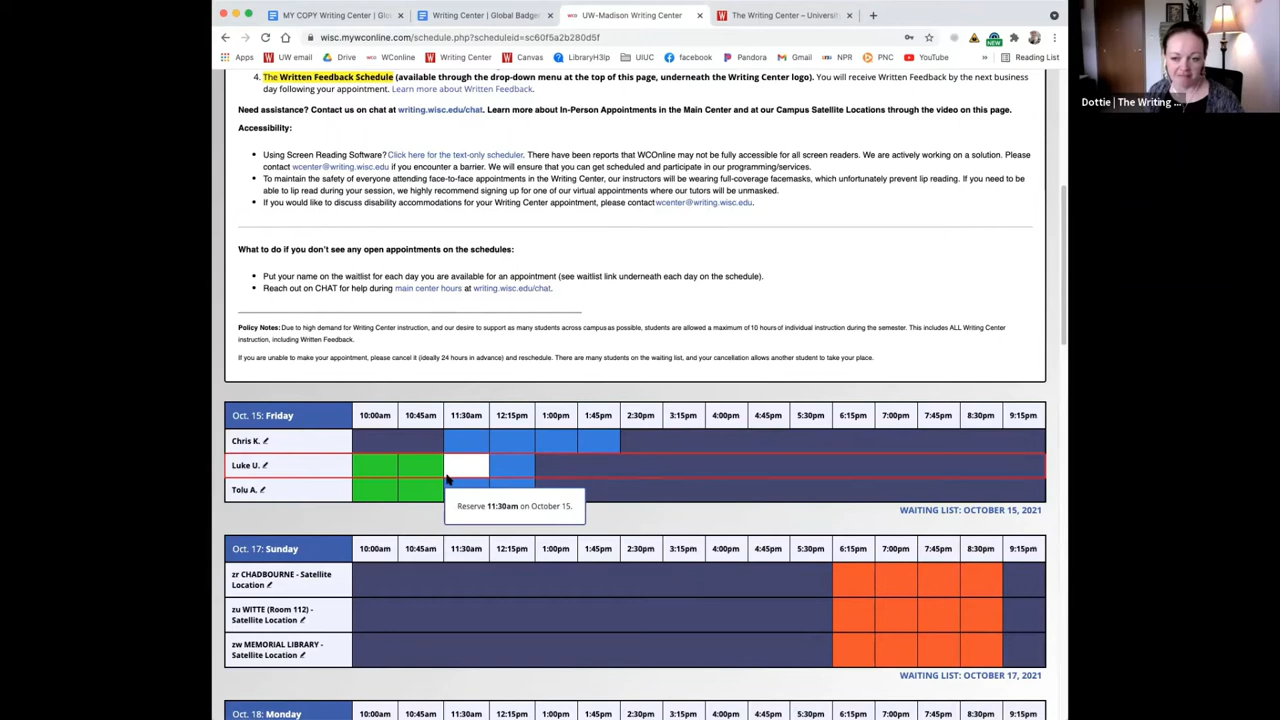 MY COPY Writing Center | Glo
Writing Center | Global Badge
UW-Madison Writing Center
The Writing Center – Universit
wisc.mywconline.com/schedule.php?scheduleid=sc60f5a2b280d5f
NEW
Apps
UW email
WConline
Writing Center
LibraryH3lp
UIUC
facebook
Pandora
Gmail
NPR
PNC
»
Reading List
4. The Written Feedback Schedule (available through the drop-down menu at the top of this page, underneath the Writing Center logo). You will receive Written Feedback by the next business
day following your appointment. Learn more about Written Feedback.
Need assistance? Contact us on chat at writing.wisc.edu/chat. Learn more about In-Person Appointments in the Main Center and at our Campus Satellite Locations through the video on this page.
Accessibility:
• Using Screen Reading Software? Click here for the text-only scheduler. There have been reports that WCOnline may not be fully accessible for all screen readers. We are actively working on a solution. Please
contact wcenter@writing.wisc.edu if you encounter a barrier. We will ensure that you can get scheduled and participate in our programming/services.
• To maintain the safety of everyone attending face-to-face appointments in the Writing Center, our instructors will be wearing full-coverage facemasks, which unfortunately prevent lip reading. If you need to be
able to lip read during your session, we highly recommend signing up for one of our virtual appointments where our tutors will be unmasked.
• If you would like to discuss disability accommodations for your Writing Center appointment, please contact wcenter@writing.wisc.edu.
What to do if you don't see any open appointments on the schedules:
• Put your name on the waitlist for each day you are available for an appointment (see waitlist link underneath each day on the schedule).
• Reach out on CHAT for help during main center hours at writing.wisc.edu/chat.
Policy Notes: Due to high demand for Writing Center instruction, and our desire to support as many students across campus as possible, students are allowed a maximum of 10 hours of individual instruction during the semester. This includes ALL Writing Center
instruction, including Written Feedback.
If you are unable to make your appointment, please cancel it (ideally 24 hours in advance) and reschedule. There are many students on the waiting list, and your cancellation allows another student to take your place.
Oct. 15: Friday 10:00am 10:45am 11:30am 12:15pm 1:00pm 1:45pm 2:30pm 3:15pm 4:00pm 4:45pm 5:30pm 6:15pm 7:00pm 7:45pm 8:30pm 9:15pm
Chris K.
Luke U.
Tolu A.
Reserve 11:30am on October 15.
WAITING LIST: OCTOBER 15, 2021
Oct. 17: Sunday 10:00am 10:45am 11:30am 12:15pm 1:00pm 1:45pm 2:30pm 3:15pm 4:00pm 4:45pm 5:30pm 6:15pm 7:00pm 7:45pm 8:30pm 9:15pm
zr CHADBOURNE - Satellite
Location
zu WITTE (Room 112) -
Satellite Location
zw MEMORIAL LIBRARY -
Satellite Location
WAITING LIST: OCTOBER 17, 2021
Oct. 18: Monday 10:00am 10:45am 11:30am 12:15pm 1:00pm 1:45pm 2:30pm 3:15pm 4:00pm 4:45pm 5:30pm 6:15pm 7:00pm 7:45pm 8:30pm 9:15pm
Dottie | The Writing ...